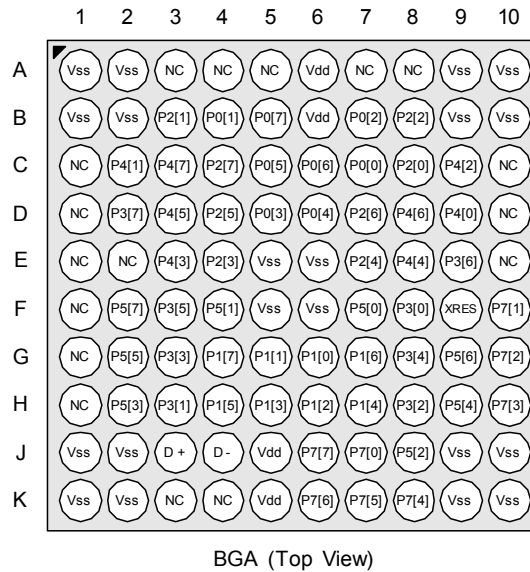 1 2 3 4 5 6 7 8 9 10
A Vss Vss NC NC NC Vdd NC NC Vss Vss
B Vss Vss P2[1] P0[1] P0[7] Vdd P0[2] P2[2] Vss Vss
C NC P4[1] P4[7] P2[7] P0[5] P0[6] P0[0] P2[0] P4[2] NC
D NC P3[7] P4[5] P2[5] P0[3] P0[4] P2[6] P4[6] P4[0] NC
E NC NC P4[3] P2[3] Vss Vss P2[4] P4[4] P3[6] NC
F NC P5[7] P3[5] P5[1] Vss Vss P5[0] P3[0] XRES P7[1]
G NC P5[5] P3[3] P1[7] P1[1] P1[0] P1[6] P3[4] P5[6] P7[2]
H NC P5[3] P3[1] P1[5] P1[3] P1[2] P1[4] P3[2] P5[4] P7[3]
J Vss Vss D + D - Vdd P7[7] P7[0] P5[2] Vss Vss
K Vss Vss NC NC Vdd P7[6] P7[5] P7[4] Vss Vss
BGA (Top View)